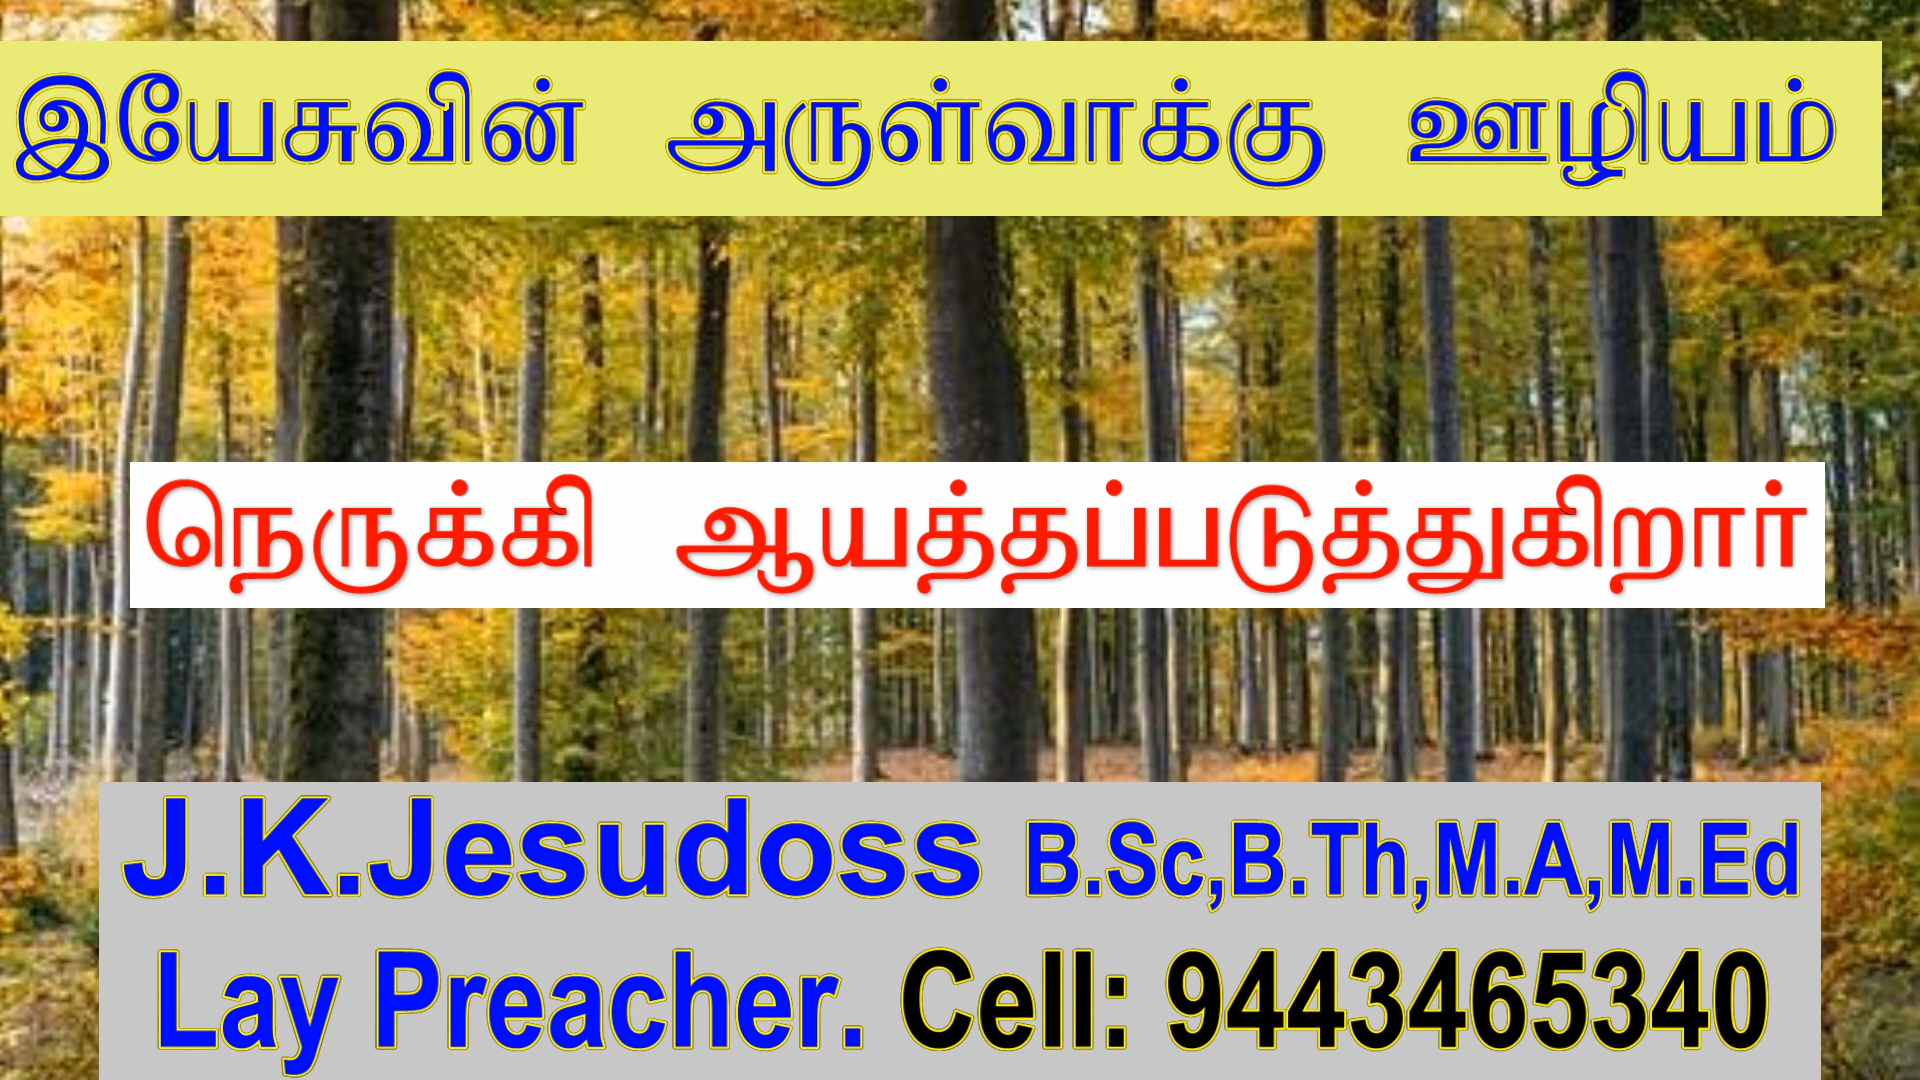 இயேசுவின் அருள்வாக்கு ஊழியம்
நெருக்கி ஆயத்தப்படுத்துகிறார்
J.K.Jesudoss B.Sc,B.Th,M.A,M.Ed
Lay Preacher. Cell: 9443465340